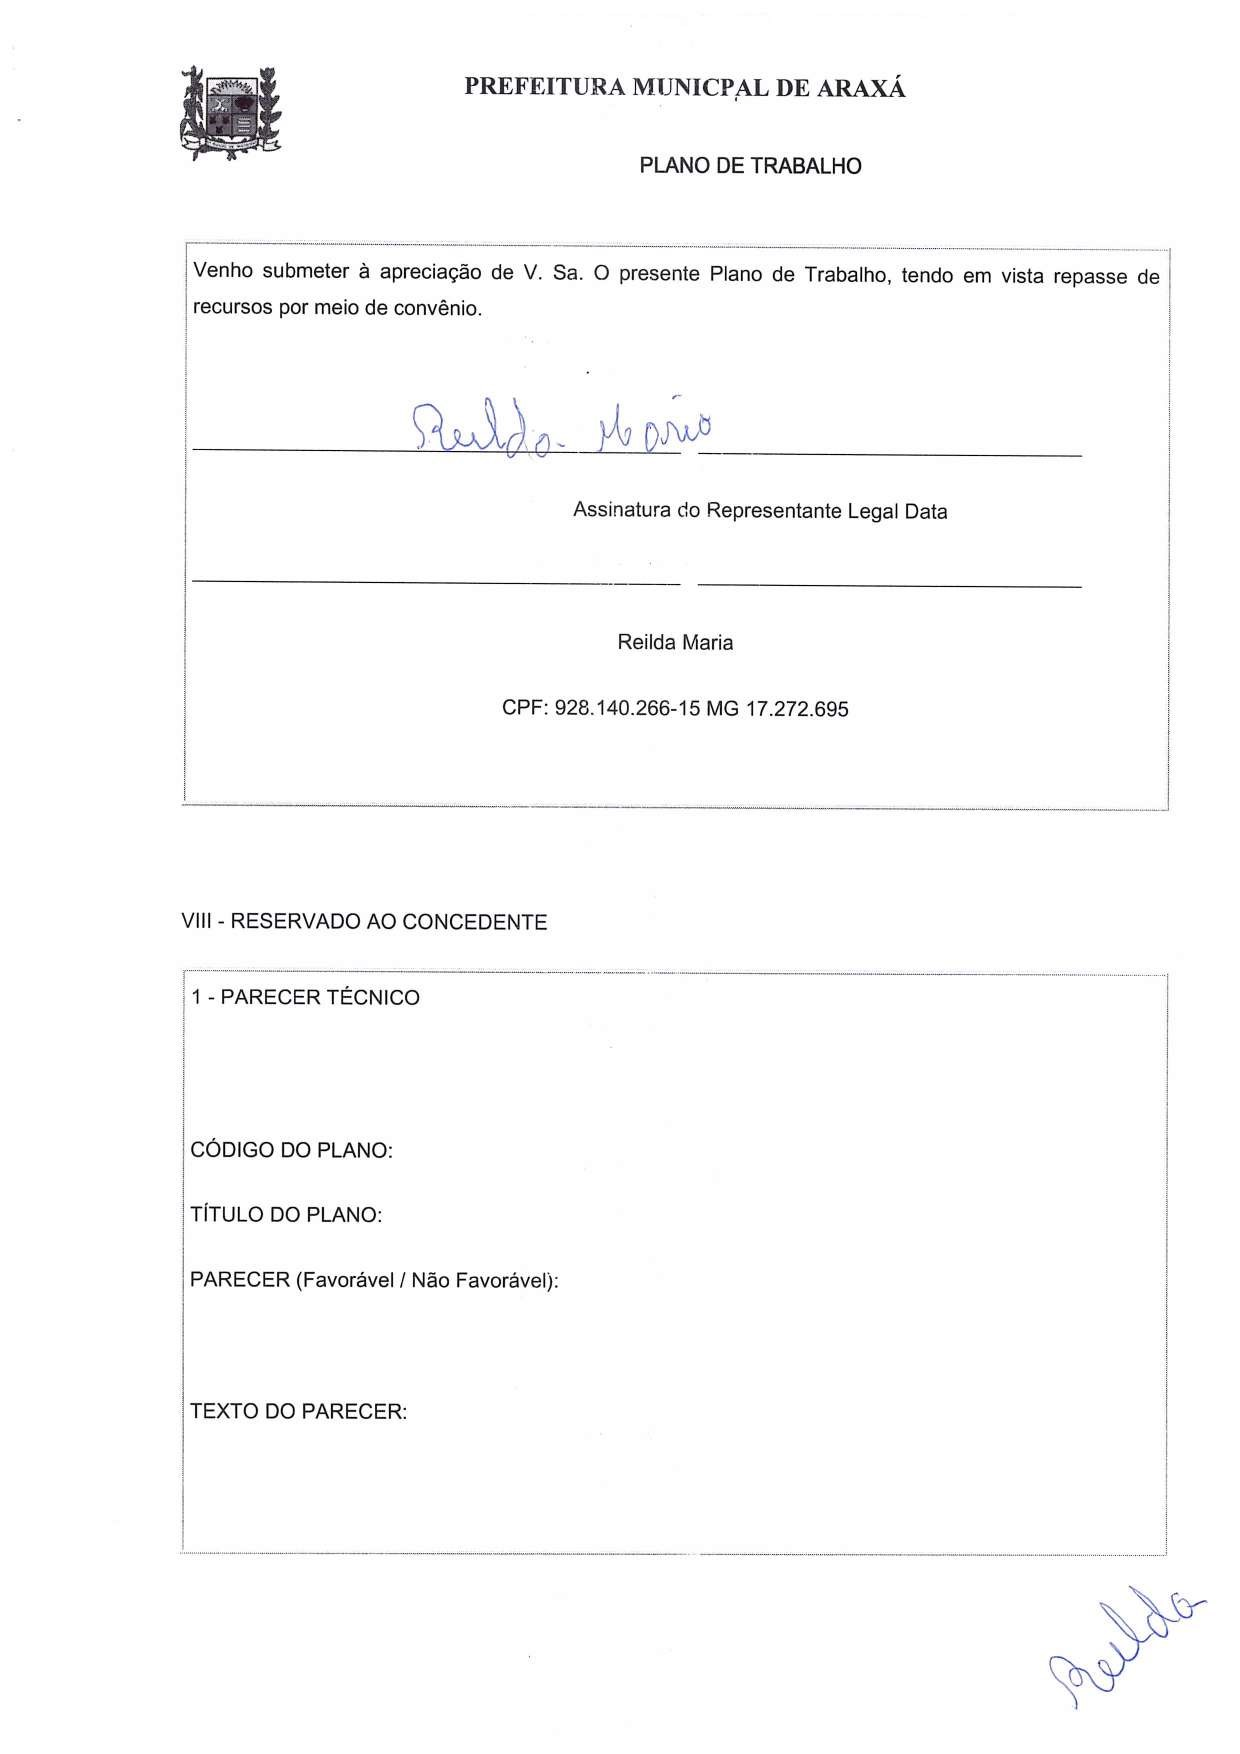 PREFEITURA MUNICPAL DE ARAXÁ
PLANO DE TRABALHO
Venho submeter à apreciação de V. Sa. O presente Plano de Trabalho, tendo em vista repasse de
recursos por meio de convênio.
Reilda Maria
Assinatura do Representante Legal Data
Reilda Maria
CPF: 928.140.266-15 MG 17.272.695
VIII - RESERVADO AO CONCEDENTE
1 - PARECER TÉCNICO
CÓDIGO DO PLANO:
TÍTULO DO PLANO:
PARECER (Favorável / Não Favorável):
TEXTO DO PARECER:
Reilda